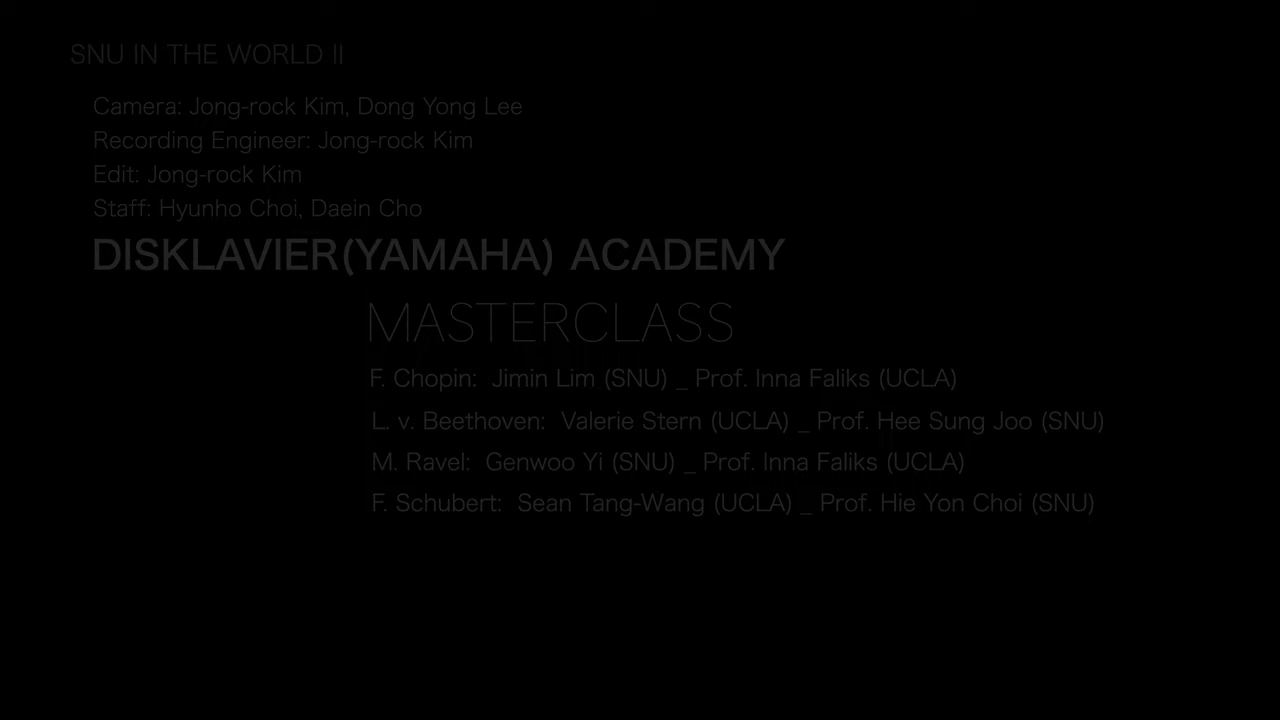 SNU IN THE WORLD II
Camera: Jong-rock Kim, Dong Yong Lee
Recording Engineer: Jong-rock Kim
Edit: Jong-rock Kim
Staff: Hyunho Choi, Daein Cho
DISKLAVIER(YAMAHA) ACADEMY
MASTERCLASS
F. Chopin: Jimin Lim (SNU) _ Prof. Inna Faliks (UCLA)
L. v. Beethoven: Valerie Stern (UCLA) _ Prof. Hee Sung Joo (SNU)
M. Ravel: Genwoo Yi (SNU) _ Prof. Inna Faliks (UCLA)
F. Schubert: Sean Tang-Wang (UCLA) _ Prof. Hie Yon Choi (SNU)